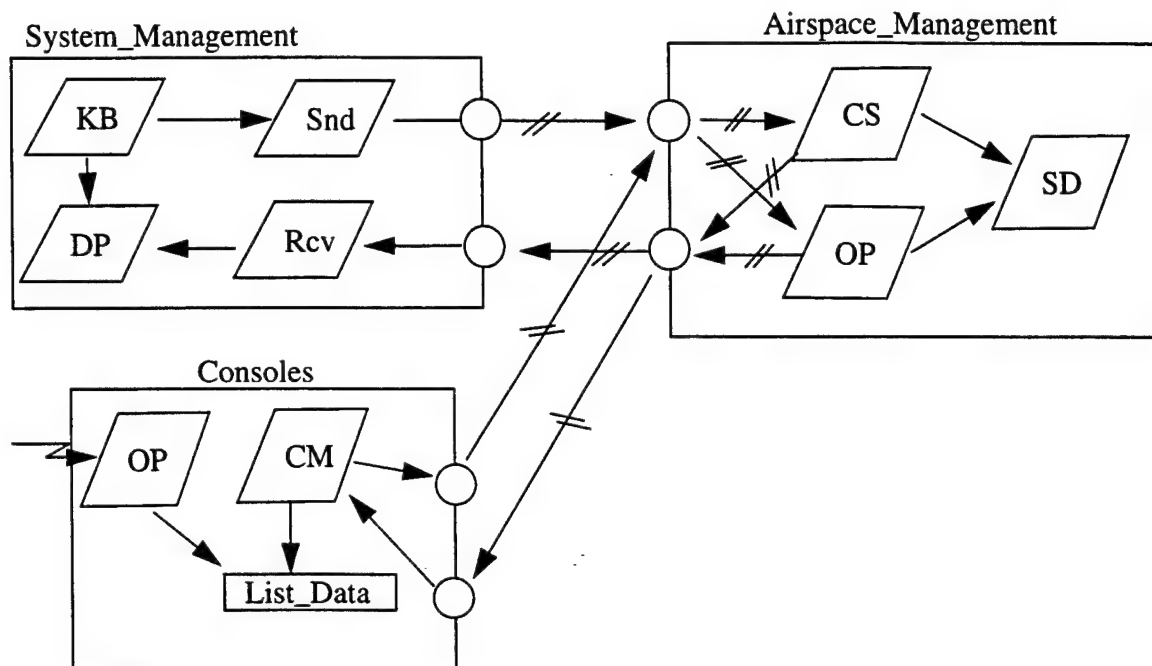 System_Management
KB
Snd
DP
Rcv
Airspace_Management
CS
SD
OP
Consoles
OP
CM
List_Data